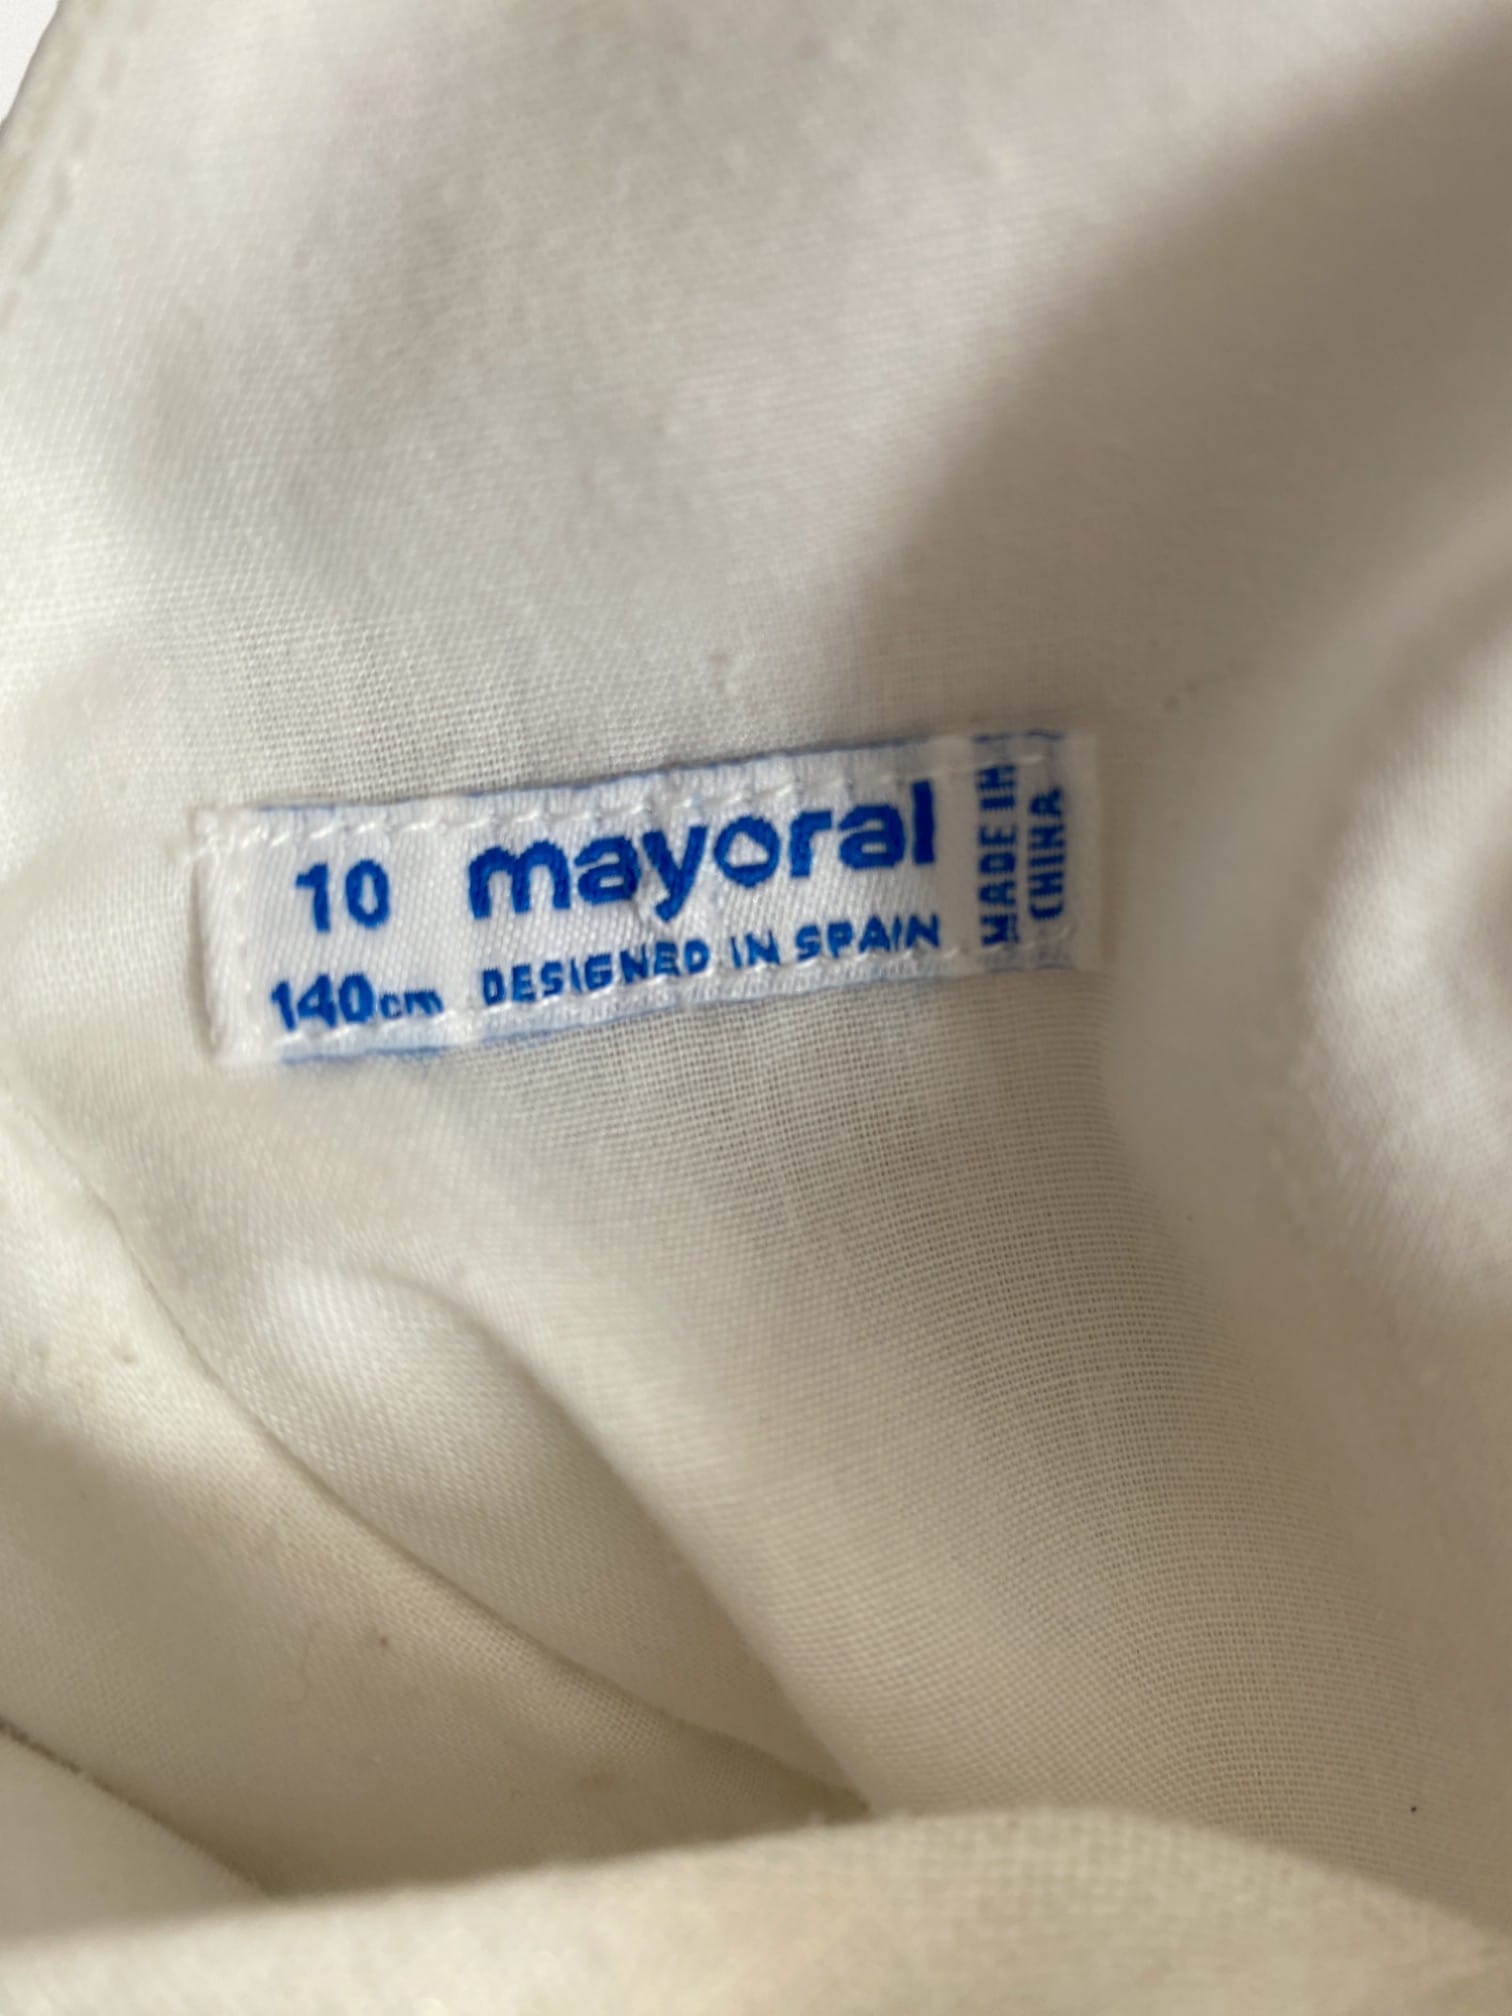 10 mayoral
140cm DESIGNED IN SPAIN
MADE IN
CHINA